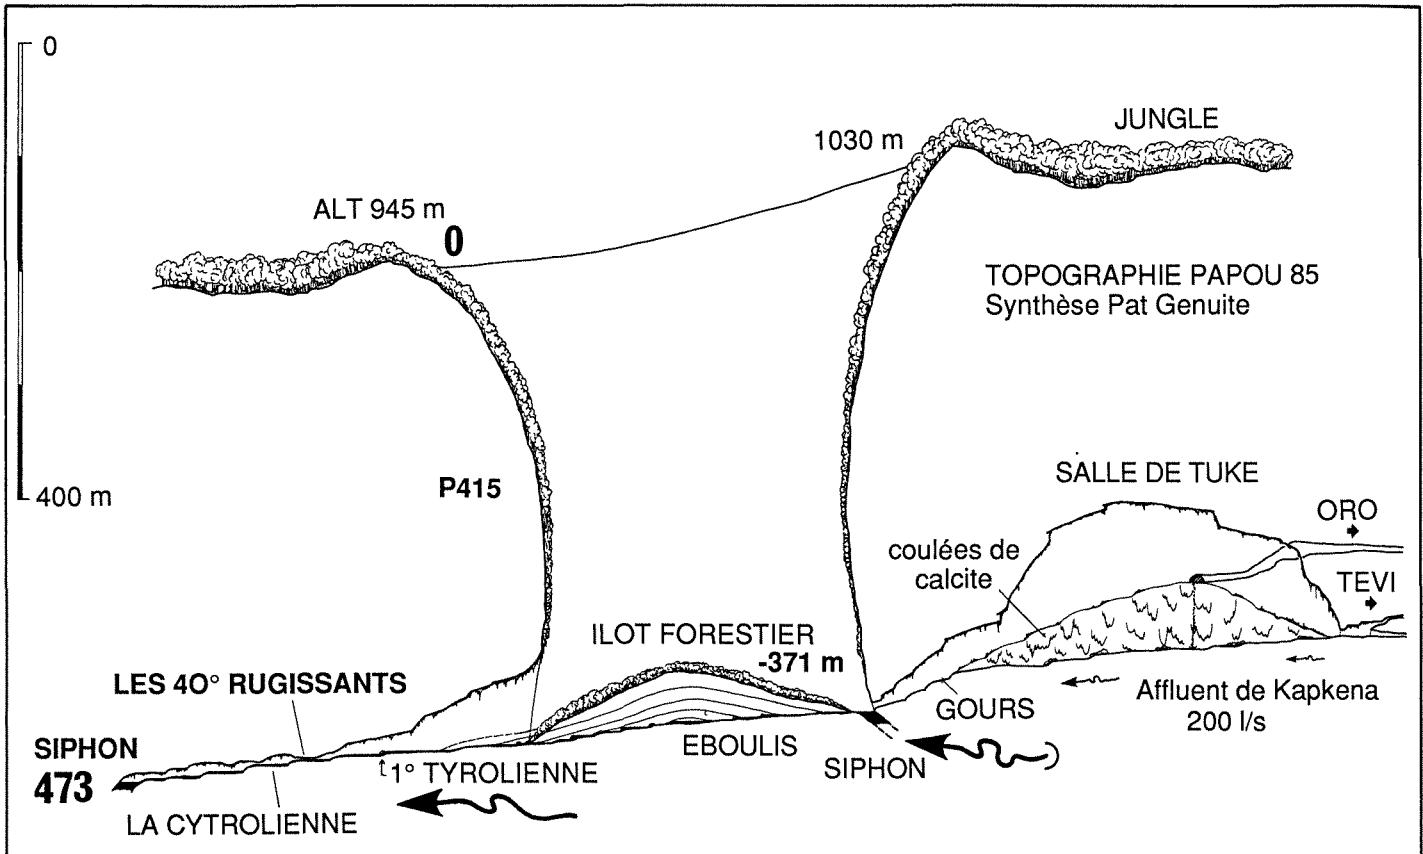 0
JUNGLE
1030 m
ALT 945 m
0
TOPOGRAPHIE PAPOU 85
Synthèse Pat Genuite
SALLE DE TUKE
P415
400 m
ORO
coulées de
calcite
TEVI
ILOT FORESTIER
-371 m
LES 40° RUGISSANTS
Affluent de Kapkena
200 l/s
GOURS
SIPHON
473
EBOULIS
SIPHON
1° TYROLIENNE
LA CYTROLIENNE